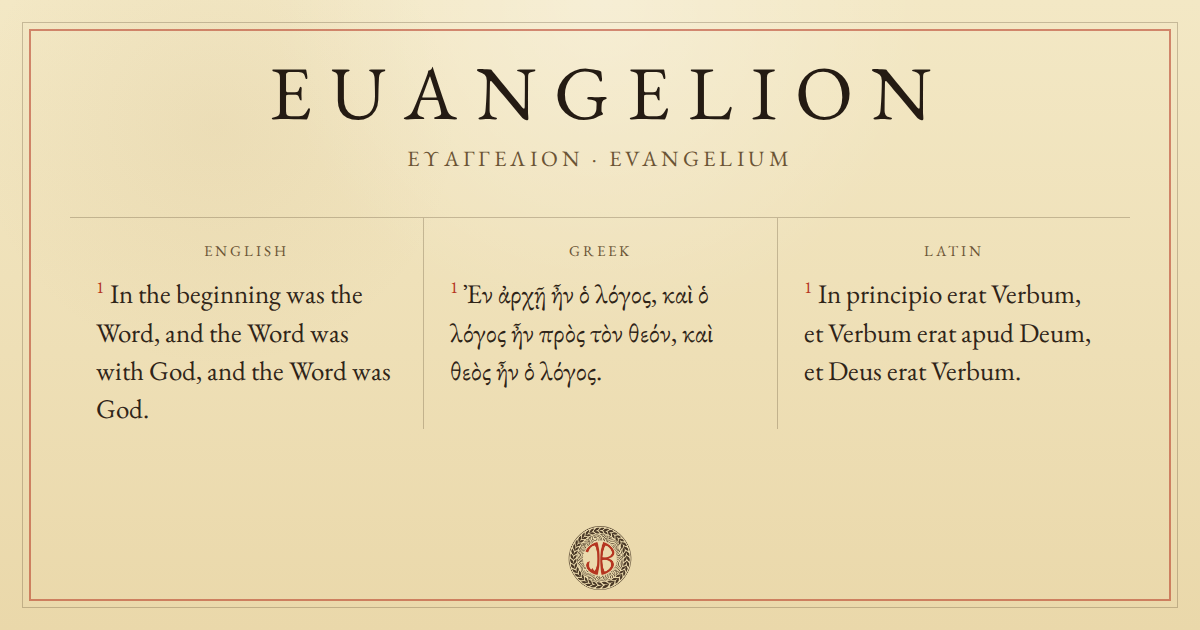 EUANGELION
ΕΥΑΓΓΕΛΙΟΝ · EVANGELIUM
ENGLISH
1 In the beginning was the
Word, and the Word was
with God, and the Word was
God.
GREEK
1 Ἐν ἀρχῇ ἦν ὁ λόγος, καὶ ὁ
λόγος ἦν πρὸς τὸν θεόν, καὶ
θεὸς ἦν ὁ λόγος.
LATIN
1 In principio erat Verbum,
et Verbum erat apud Deum,
et Deus erat Verbum.
JB